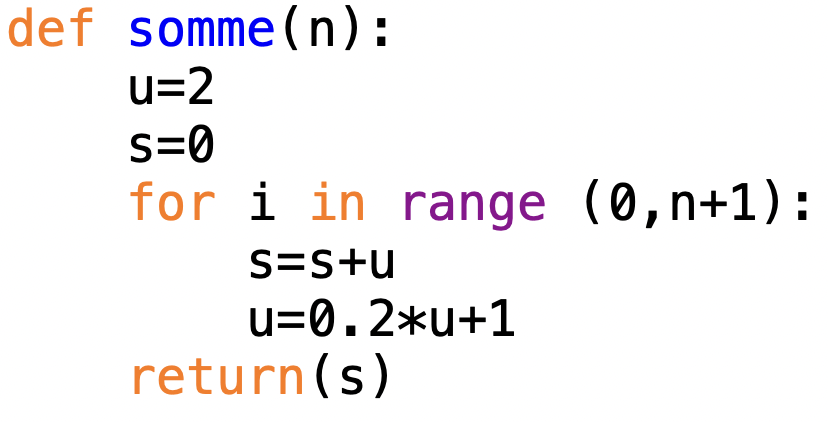 def somme(n):
    u=2
    s=0
    for i in range (0,n+1):
        s=s+u
        u=0.2*u+1
    return(s)